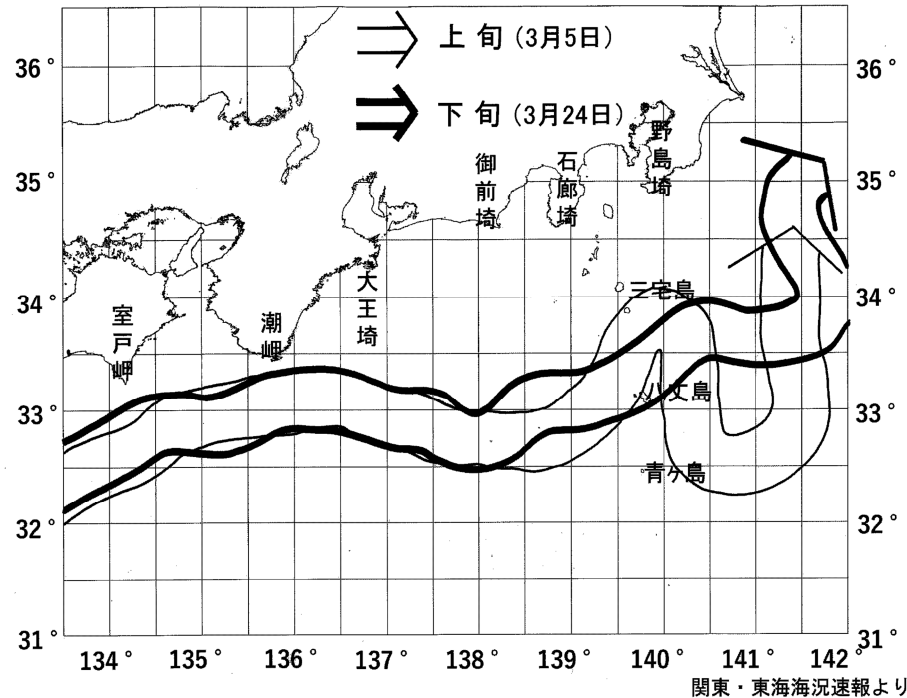 上旬(3月5日)
下旬(3月24日)
36°
36°
35°
35°
34°
34°
33°
33°
32°
32°
31°
31°
野島埼
石廊埼
御前埼
大王埼
潮岬
室戸岬
三宅島
八丈島
青ヶ島
134°
135°
136°
137°
138°
139°
140°
141°
142°
関東・東海海況速報より